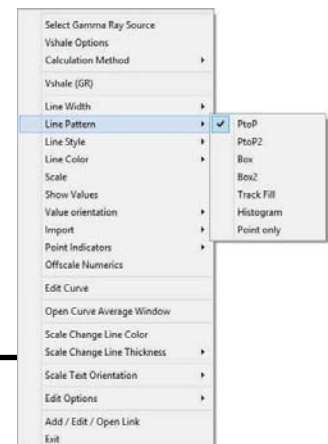 Select Gamma Ray Source
Vshale Options
Calculation Method
Vshale (GR)
Line Width
Line Pattern
Line Style
Line Color
Scale
Show Values
Value orientation
Import
Point Indicators
Offscale Numerics
Edit Curve
Open Curve Average Window
Scale Change Line Color
Scale Change Line Thickness
Scale Text Orientation
Edit Options
Add / Edit / Open Link
Exit
PtoP
PtoP2
Box
Box2
Track Fill
Histogram
Point only